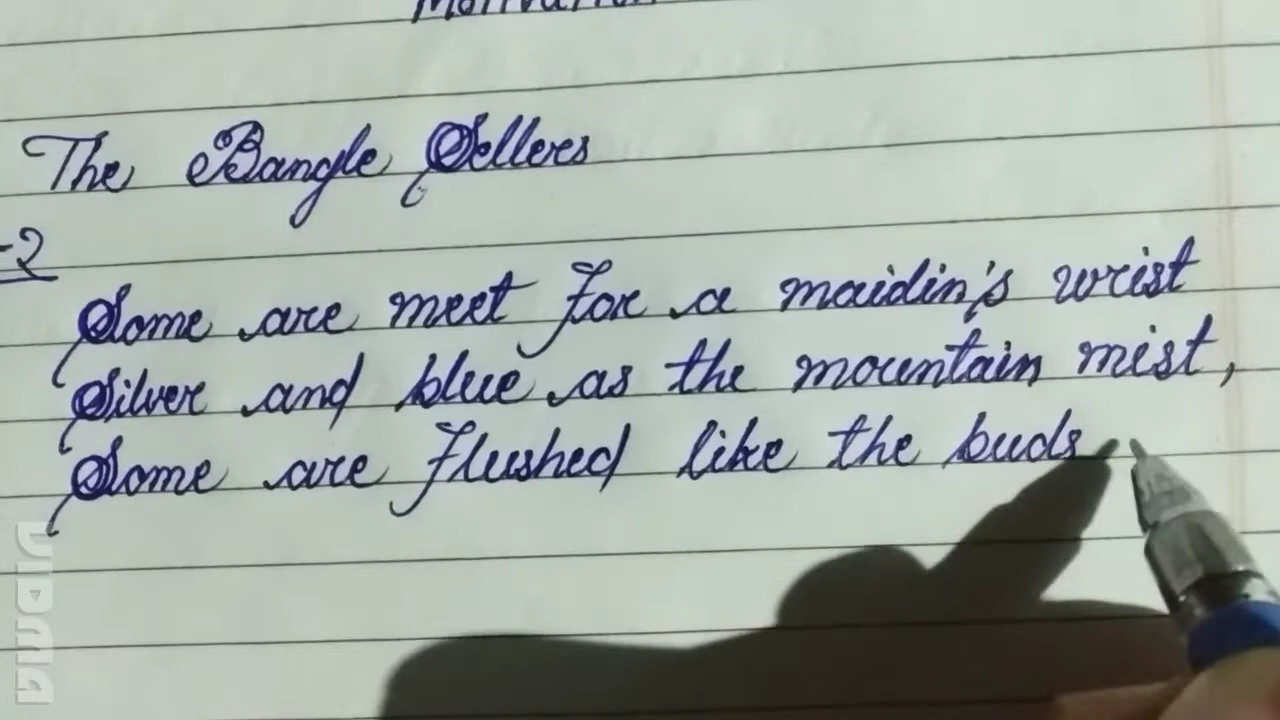 The Bangle Sellers
-2
Some are meet for a maidin's wrist
Silver and blue as the mountain mist,
Some are flushed like the buds